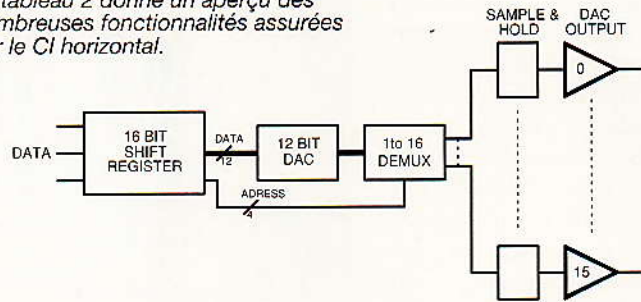 tableau 2 donne un aperçu des
mbreuses fonctionnalités assurées
r le CI horizontal.
SAMPLE &
HOLD
DAC
OUTPUT
0
DATA
16 BIT
SHIFT
REGISTER
DATA
12
12 BIT
DAC
1to 16
DEMUX
ADRESS
4
15